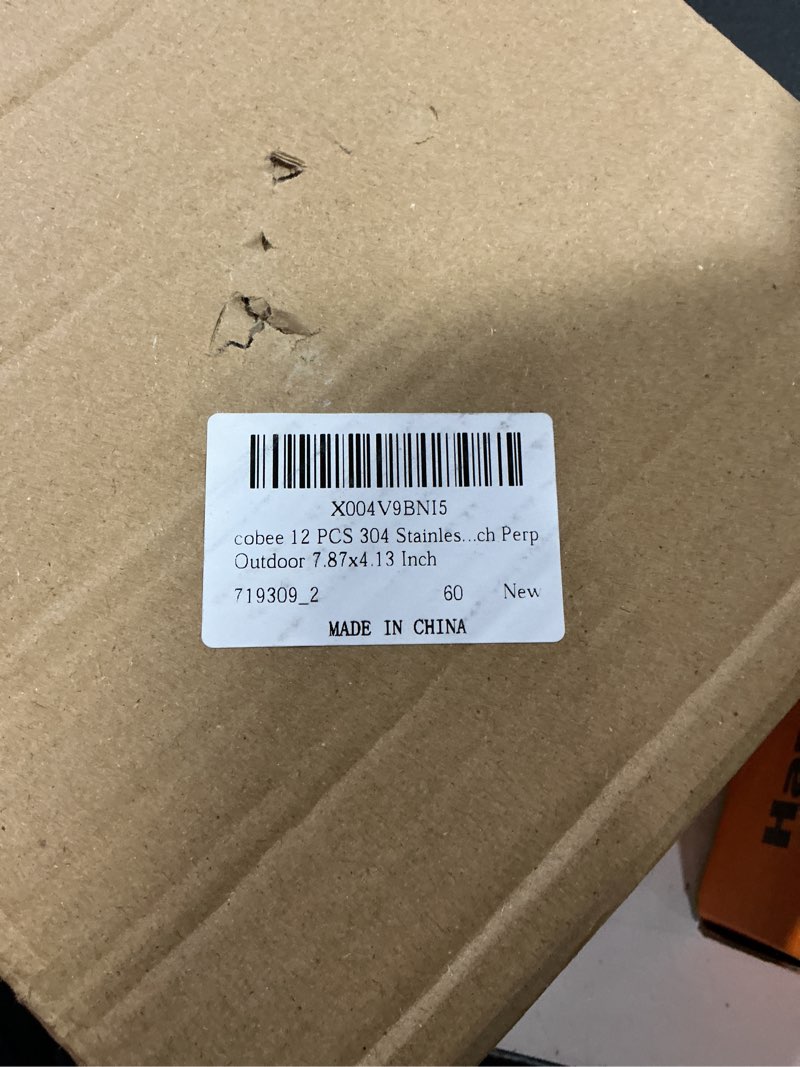 X004V9BNI5
cobee 12 PCS 304 Stainles...ch Perp
Outdoor 7.87x4.13 Inch
719309_2 60 New
MADE IN CHINA